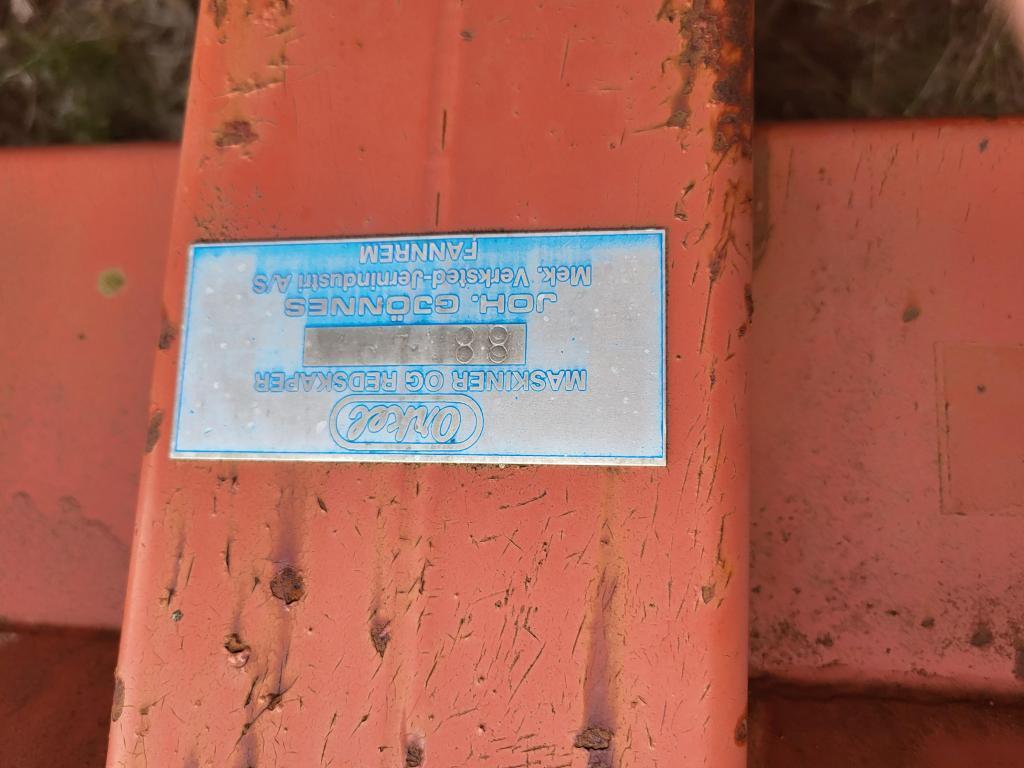 Orkel
MASKINER OG REDSKAPER
88
JOH. GJÖNNES
Mek. Verksted-Jernindustri A/S
FANNREM